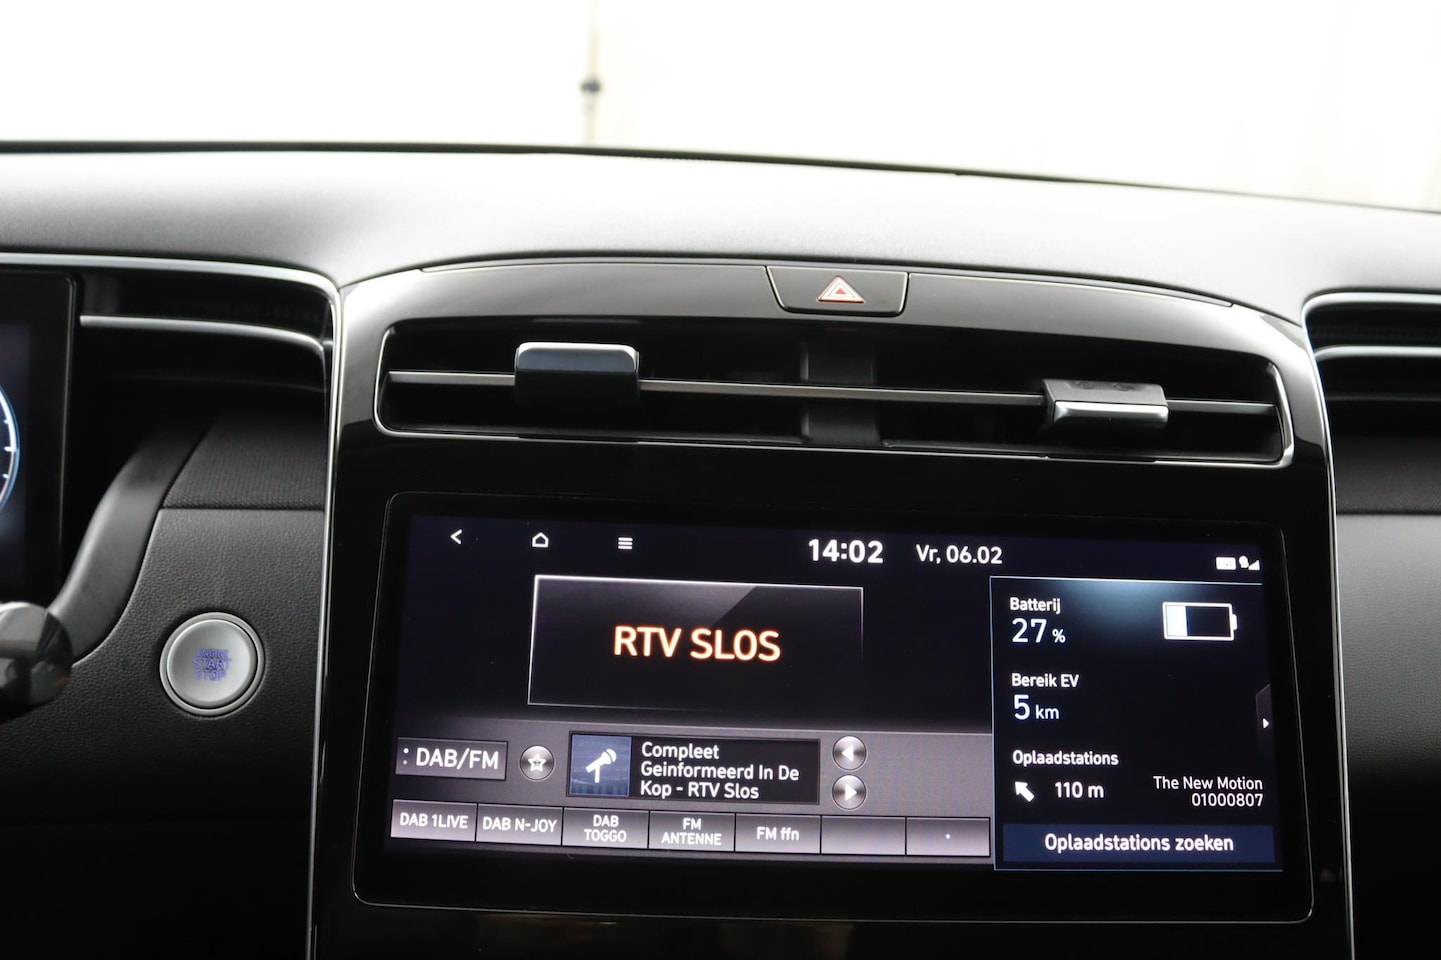 14:02 Vr, 06.02
RTV SLOS
DAB/FM
Compleet
Geinformeerd In De
Kop - RTV Slos
DAB 1LIVE
DAB N-JOY
DAB
TOGGO
FM
ANTENNE
FM ffn
Batterij
27 %
Bereik EV
5 km
Oplaadstations
110 m
The New Motion
01000807
Oplaadstations zoeken
START
STOP